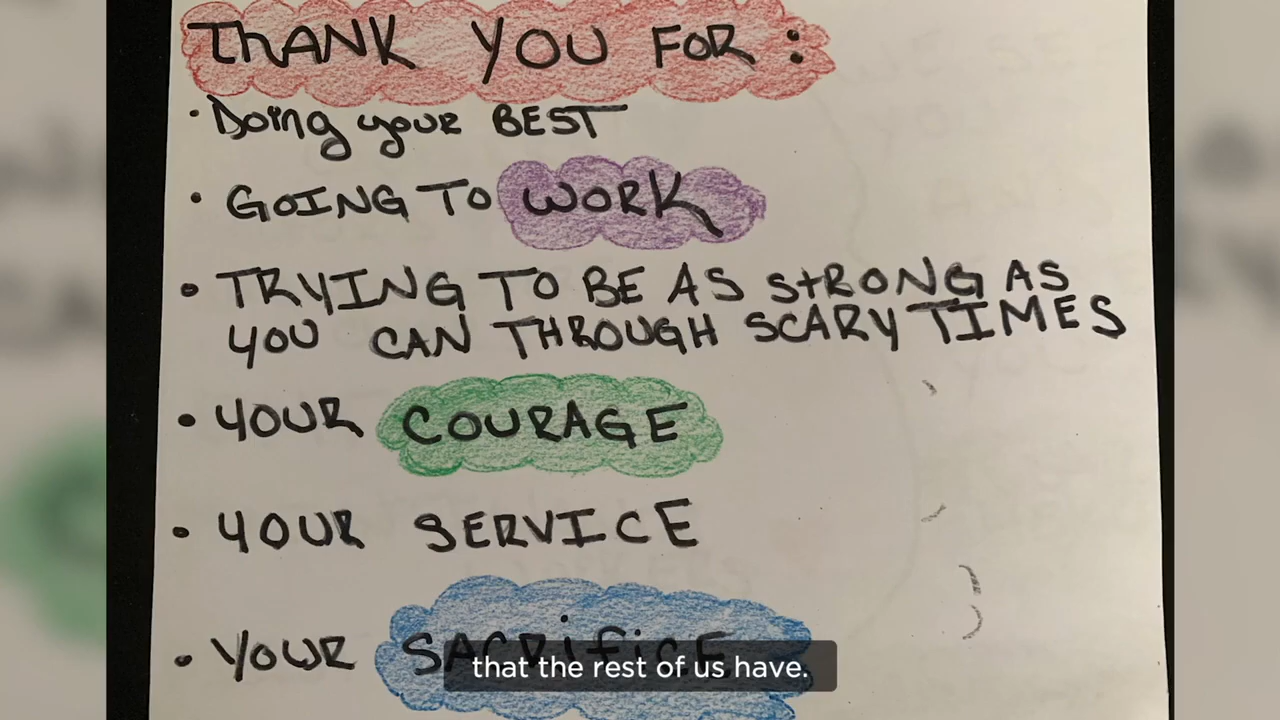 THANK YOU FOR:
• Doing your BEST
• GOING TO WORK
• TRYING TO BE AS STRONG AS
YOU CAN THROUGH SCARY TIMES
• YOUR COURAGE
• YOUR SERVICE
• YOUR SACRifiCE
that the rest of us have.